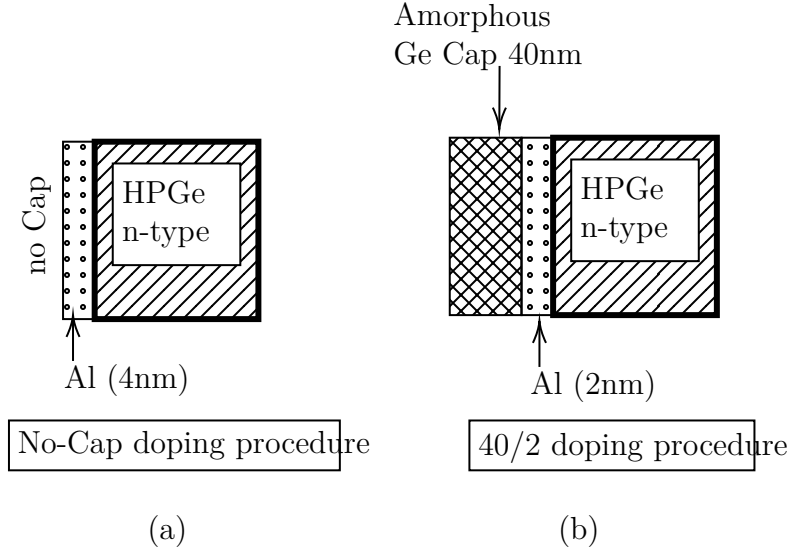 Amorphous
Ge Cap 40nm
no Cap
HPGe
n-type
HPGe
n-type
Al (4nm)
Al (2nm)
No-Cap doping procedure
40/2 doping procedure
(a)
(b)